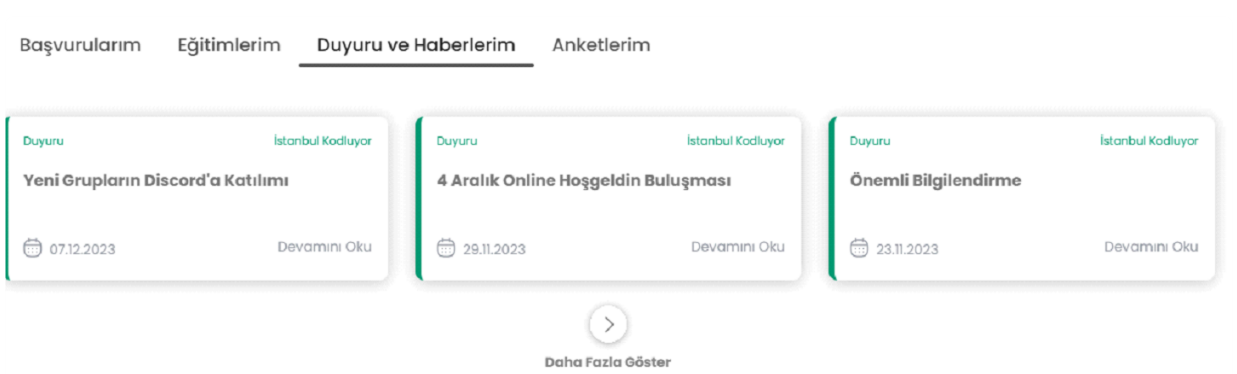 Başvurularım Eğitimlerim Duyuru ve Haberlerim Anketlerim
Duyuru İstanbul Kodluyor
Yeni Grupların Discord'a Katılımı
07.12.2023 Devamını Oku
Duyuru İstanbul Kodluyor
4 Aralık Online Hoşgeldin Buluşması
29.11.2023 Devamını Oku
Duyuru İstanbul Kodluyor
Önemli Bilgilendirme
23.11.2023 Devamını Oku
Daha Fazla Göster